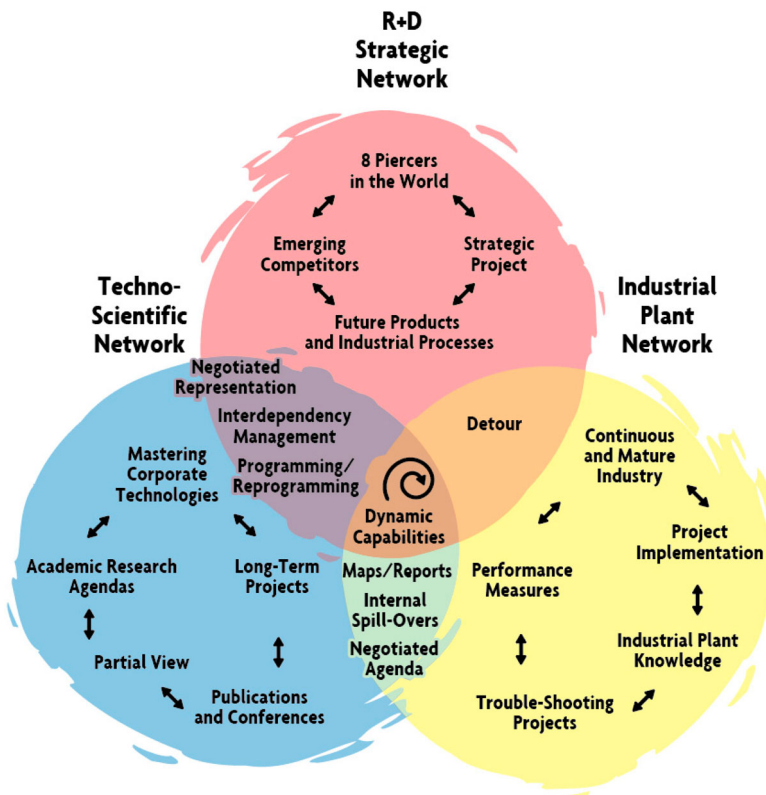 R+D
Strategic
Network
8 Piercers
in the World
Emerging
Competitors
Strategic
Project
Future Products
and Industrial Processes
Techno-
Scientific
Network
Industrial
Plant
Network
Negotiated
Representation
Interdependency
Management
Programming/
Reprogramming
Detour
Dynamic
Capabilities
Mastering
Corporate
Technologies
Academic Research
Agendas
Long-Term
Projects
Partial View
Publications
and Conferences
Maps/Reports
Internal
Spill-Overs
Negotiated
Agenda
Continuous
and Mature
Industry
Performance
Measures
Project
Implementation
Industrial Plant
Knowledge
Trouble-Shooting
Projects